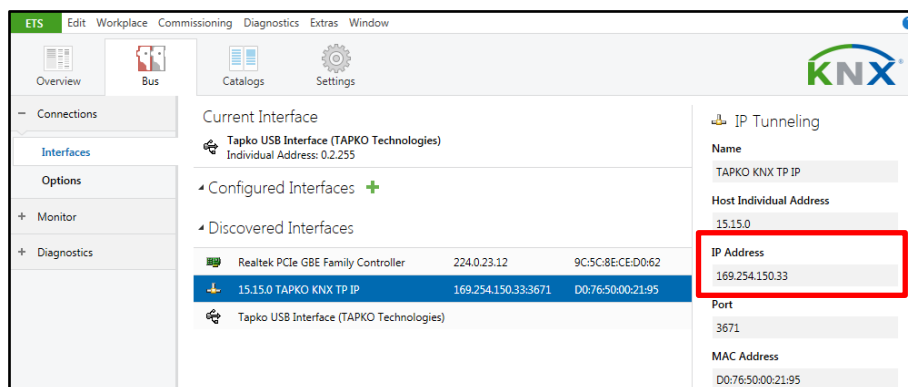 ETS Edit Workplace Commissioning Diagnostics Extras Window
Overview Bus Catalogs Settings
KNX
Connections
Interfaces
Options
Monitor
Diagnostics
Current Interface
Tapko USB Interface (TAPKO Technologies)
Individual Address: 0.2.255
Configured Interfaces
Discovered Interfaces
Realtek PCIe GBE Family Controller 224.0.23.12 9C:5C:8E:CE:D0:62
15.15.0 TAPKO KNX TP IP 169.254.150.33:3671 D0:76:50:00:21:95
Tapko USB Interface (TAPKO Technologies)
IP Tunneling
Name
TAPKO KNX TP IP
Host Individual Address
15.15.0
IP Address
169.254.150.33
Port
3671
MAC Address
D0:76:50:00:21:95